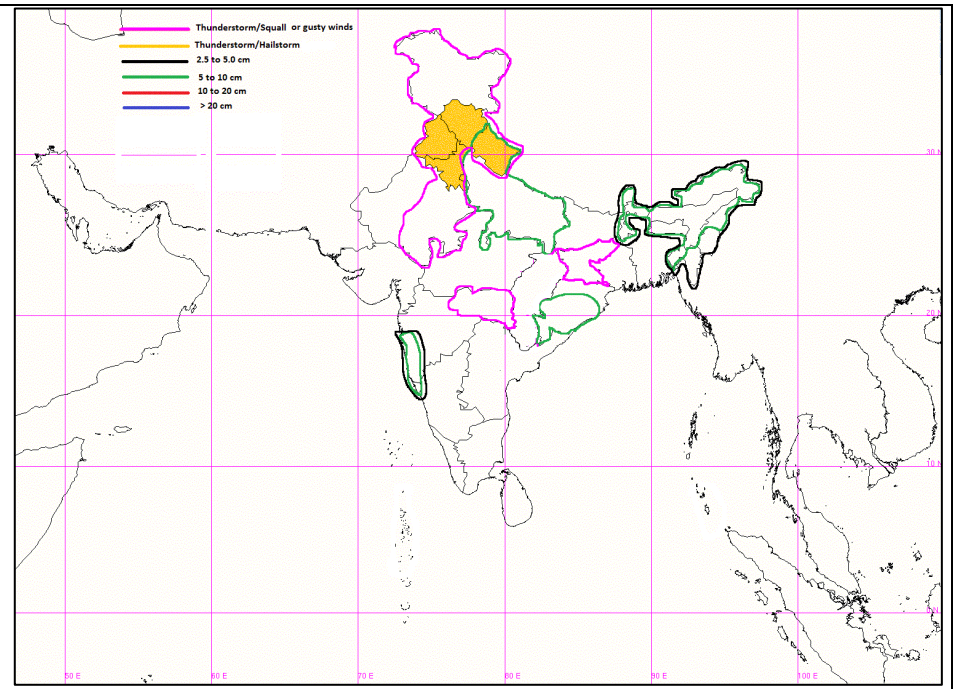 Thunderstorm/Squall or gusty winds
Thunderstorm/Hailstorm
2.5 to 5.0 cm
5 to 10 cm
10 to 20 cm
> 20 cm
30 N
20 N
10 N
50 E
60 E
70 E
80 E
90 E
100 E